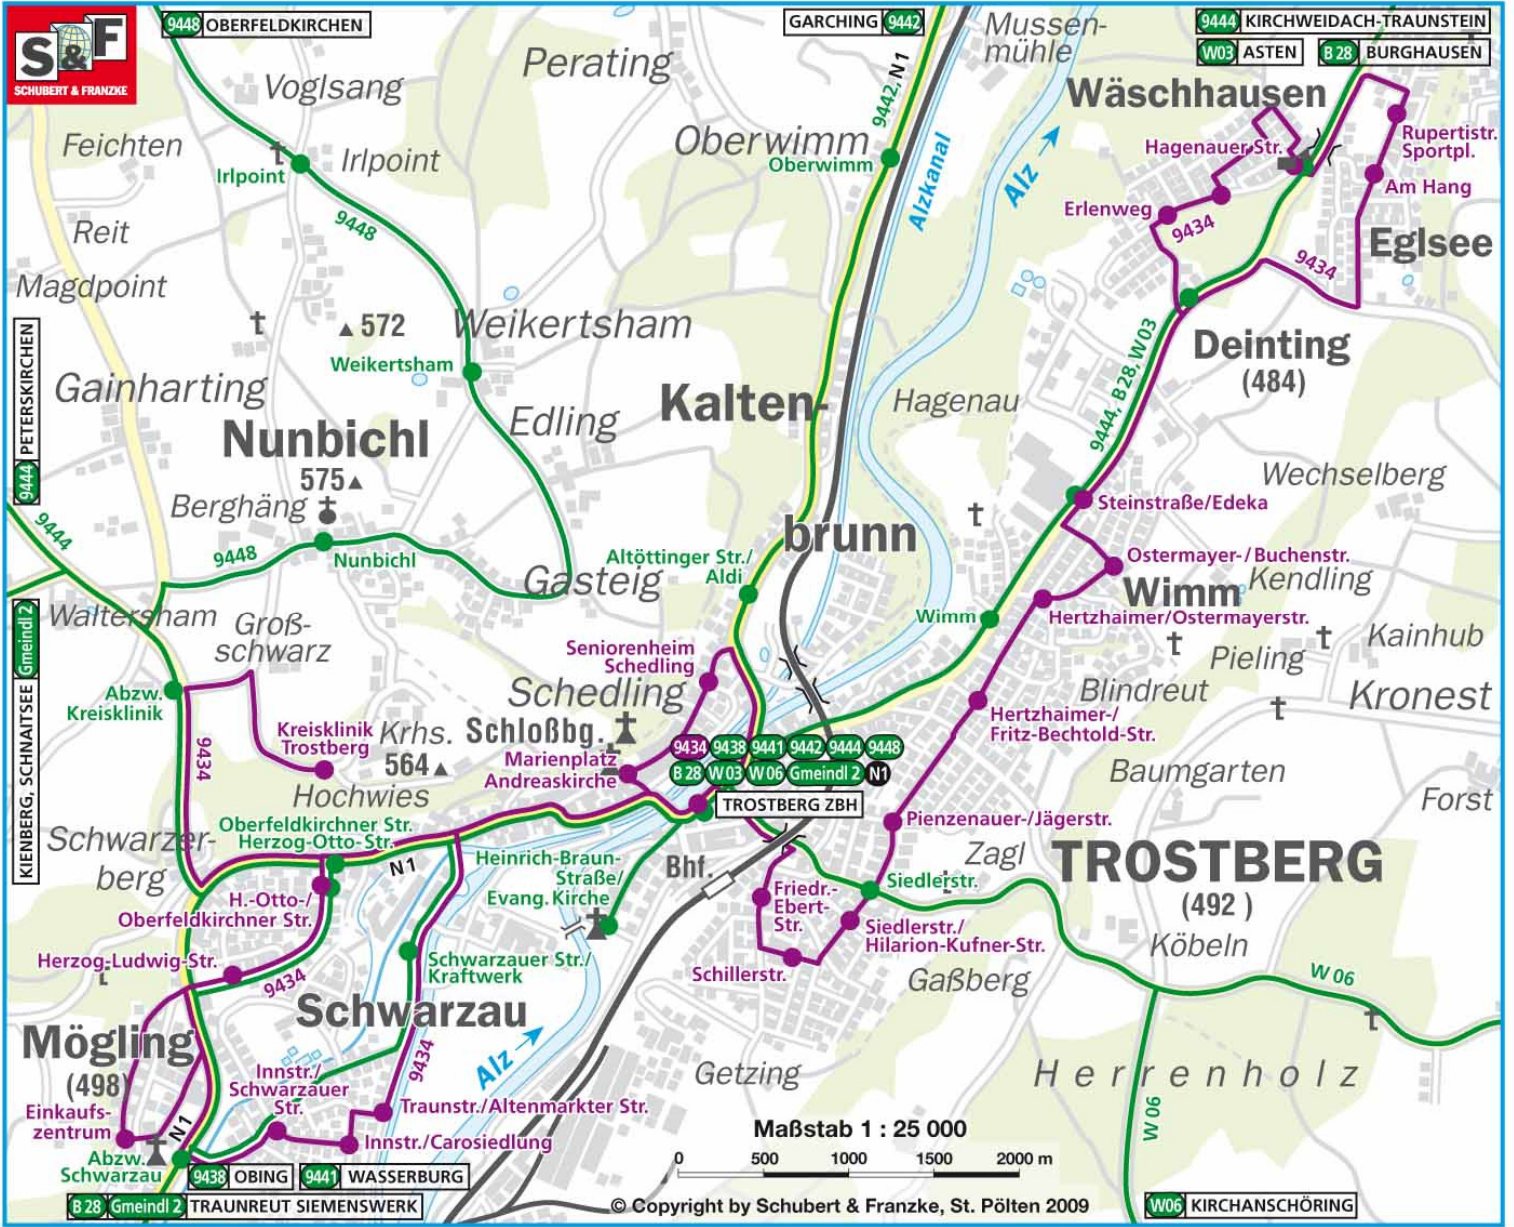 S&F
SCHUBERT & FRANZKE
9448 OBERFELDKIRCHEN
GARCHING 9442
9444 KIRCHWEIDACH-TRAUNSTEIN
W03 ASTEN
B 28 BURGHAUSEN
Mussen-
mühle
Perating
Voglsang
Wäschhausen
9442, N1
Feichten
Irlpoint
Irlpoint
Oberwimm
Oberwimm
Alzkanal
Alz
Hagenauer Str.
Rupertistr.
Sportpl.
Am Hang
Erlenweg
9434
9434
Eglsee
Reit
9448
Magdpoint
572
Weikertsham
Weikertsham
Deinting
(484)
9444, B28, W03
9444 PETERSKIRCHEN
Gainharting
Edling
Kalten-
Hagenau
Nunbichl
575
Berghäng
Wechselberg
Steinstraße/Edeka
9444
9448
Nunbichl
brunn
Altöttinger Str./
Aldi
Gasteig
Ostermayer-/Buchenstr.
Wimm
Kendling
Waltersham
Groß-
schwarz
Wimm
Hertzhaimer/Ostermayerstr.
Kainhub
Pieling
KIENBERG, SCHNAITSEE Gmeindl 2
Seniorenheim
Schedling
Schedling
Blindreut
Kronest
Abzw.
Kreisklinik
Hertzhaimer-/
Fritz-Bechtold-Str.
Kreisklinik
Trostberg
Krhs.
564
Schloßbg.
Marienplatz
Andreaskirche
9434 9438 9441 9442 9444 9448
B 28 W 03 W 06 Gmeindl 2 N1
TROSTBERG ZBH
9434
Baumgarten
Forst
Hochwies
Oberfeldkirchner Str.
Herzog-Otto-Str.
Pienzenauer-/Jägerstr.
Schwarzer-
berg
N1
Heinrich-Braun-
Straße/
Evang. Kirche
Bhf.
Zagl
TROSTBERG
(492 )
Siedlerstr.
Friedr.-
Ebert-
Str.
H.-Otto-/
Oberfeldkirchner Str.
Siedlerstr./
Hilarion-Kufner-Str.
Köbeln
Herzog-Ludwig-Str.
9434
Schwarzauer Str./
Kraftwerk
Schillerstr.
Gaßberg
W 06
Schwarzau
Mögling
(498)
9434
Alz
Getzing
Herrenholz
Innstr./
Schwarzauer
Str.
Einkaufs-
zentrum
N1
Traunstr./Altenmarkter Str.
Innstr./Carosiedlung
W 06
Maßstab 1 : 25 000
0 500 1000 1500 2000 m
Abzw.
Schwarzau
9438 OBING
9441 WASSERBURG
B 28 Gmeindl 2 TRAUNREUT SIEMENSWERK
© Copyright by Schubert & Franzke, St. Pölten 2009
W06 KIRCHANSCHÖRING